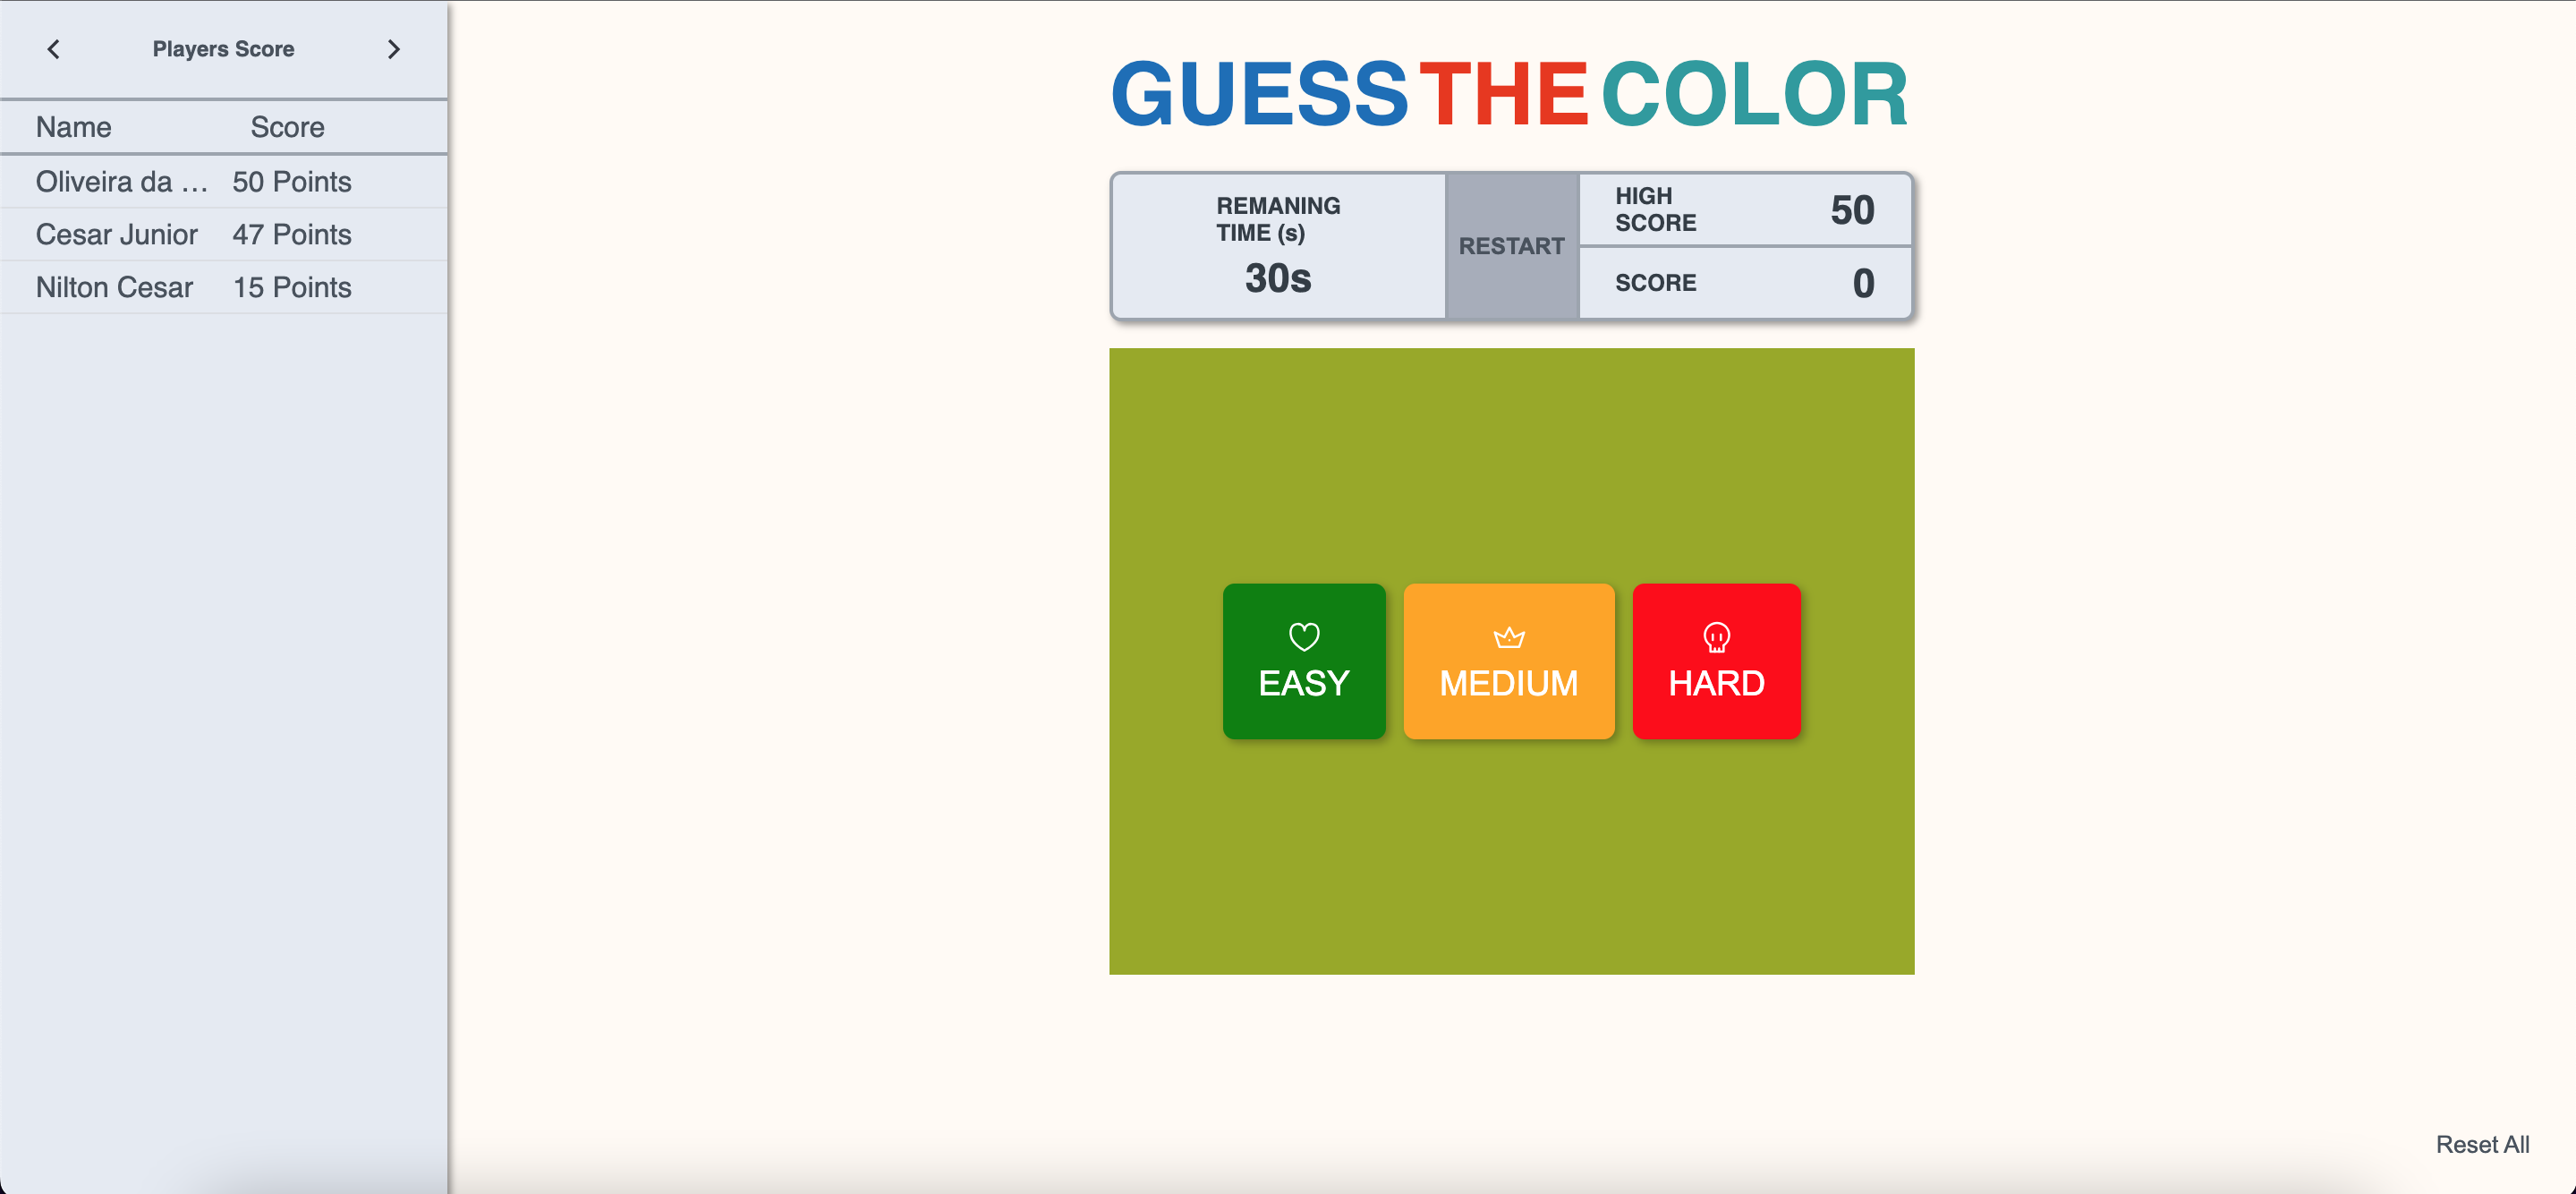 Players Score
Name Score
Oliveira da ... 50 Points
Cesar Junior 47 Points
Nilton Cesar 15 Points
GUESS THE COLOR
REMANING
TIME (s)
30s
RESTART
HIGH
SCORE
50
SCORE
0
EASY
MEDIUM
HARD
Reset All